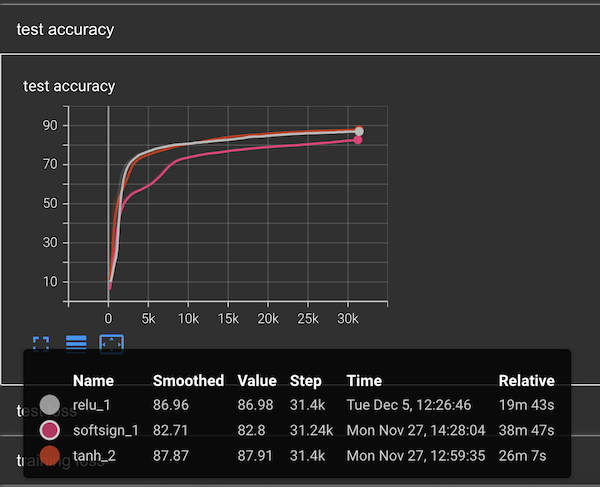 test accuracy
test accuracy
90
70
50
30
10
0 5k 10k 15k 20k 25k 30k
Name Smoothed Value Step Time Relative
relu_1 86.96 86.98 31.4k Tue Dec 5, 12:26:46 19m 43s
test loss
softsign_1 82.71 82.8 31.24k Mon Nov 27, 14:28:04 38m 47s
tanh_2 87.87 87.91 31.4k Mon Nov 27, 12:59:35 26m 7s
training loss